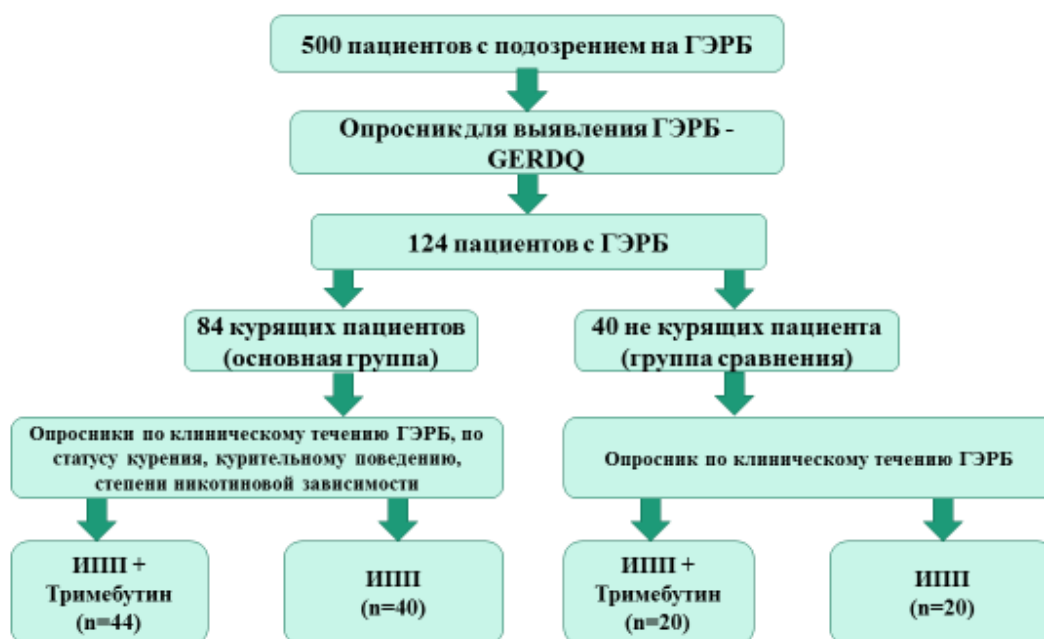 500 пациентов с подозрением на ГЭРБ
Опросник для выявления ГЭРБ -
GERDQ
124 пациентов с ГЭРБ
84 курящих пациентов
(основная группа)
40 не курящих пациента
(группа сравнения)
Опросники по клиническому течению ГЭРБ, по
статусу курения, курительному поведению,
степени никотиновой зависимости
Опросник по клиническому течению ГЭРБ
ИПП +
Тримебутин
(n=44)
ИПП
(n=40)
ИПП +
Тримебутин
(n=20)
ИПП
(n=20)